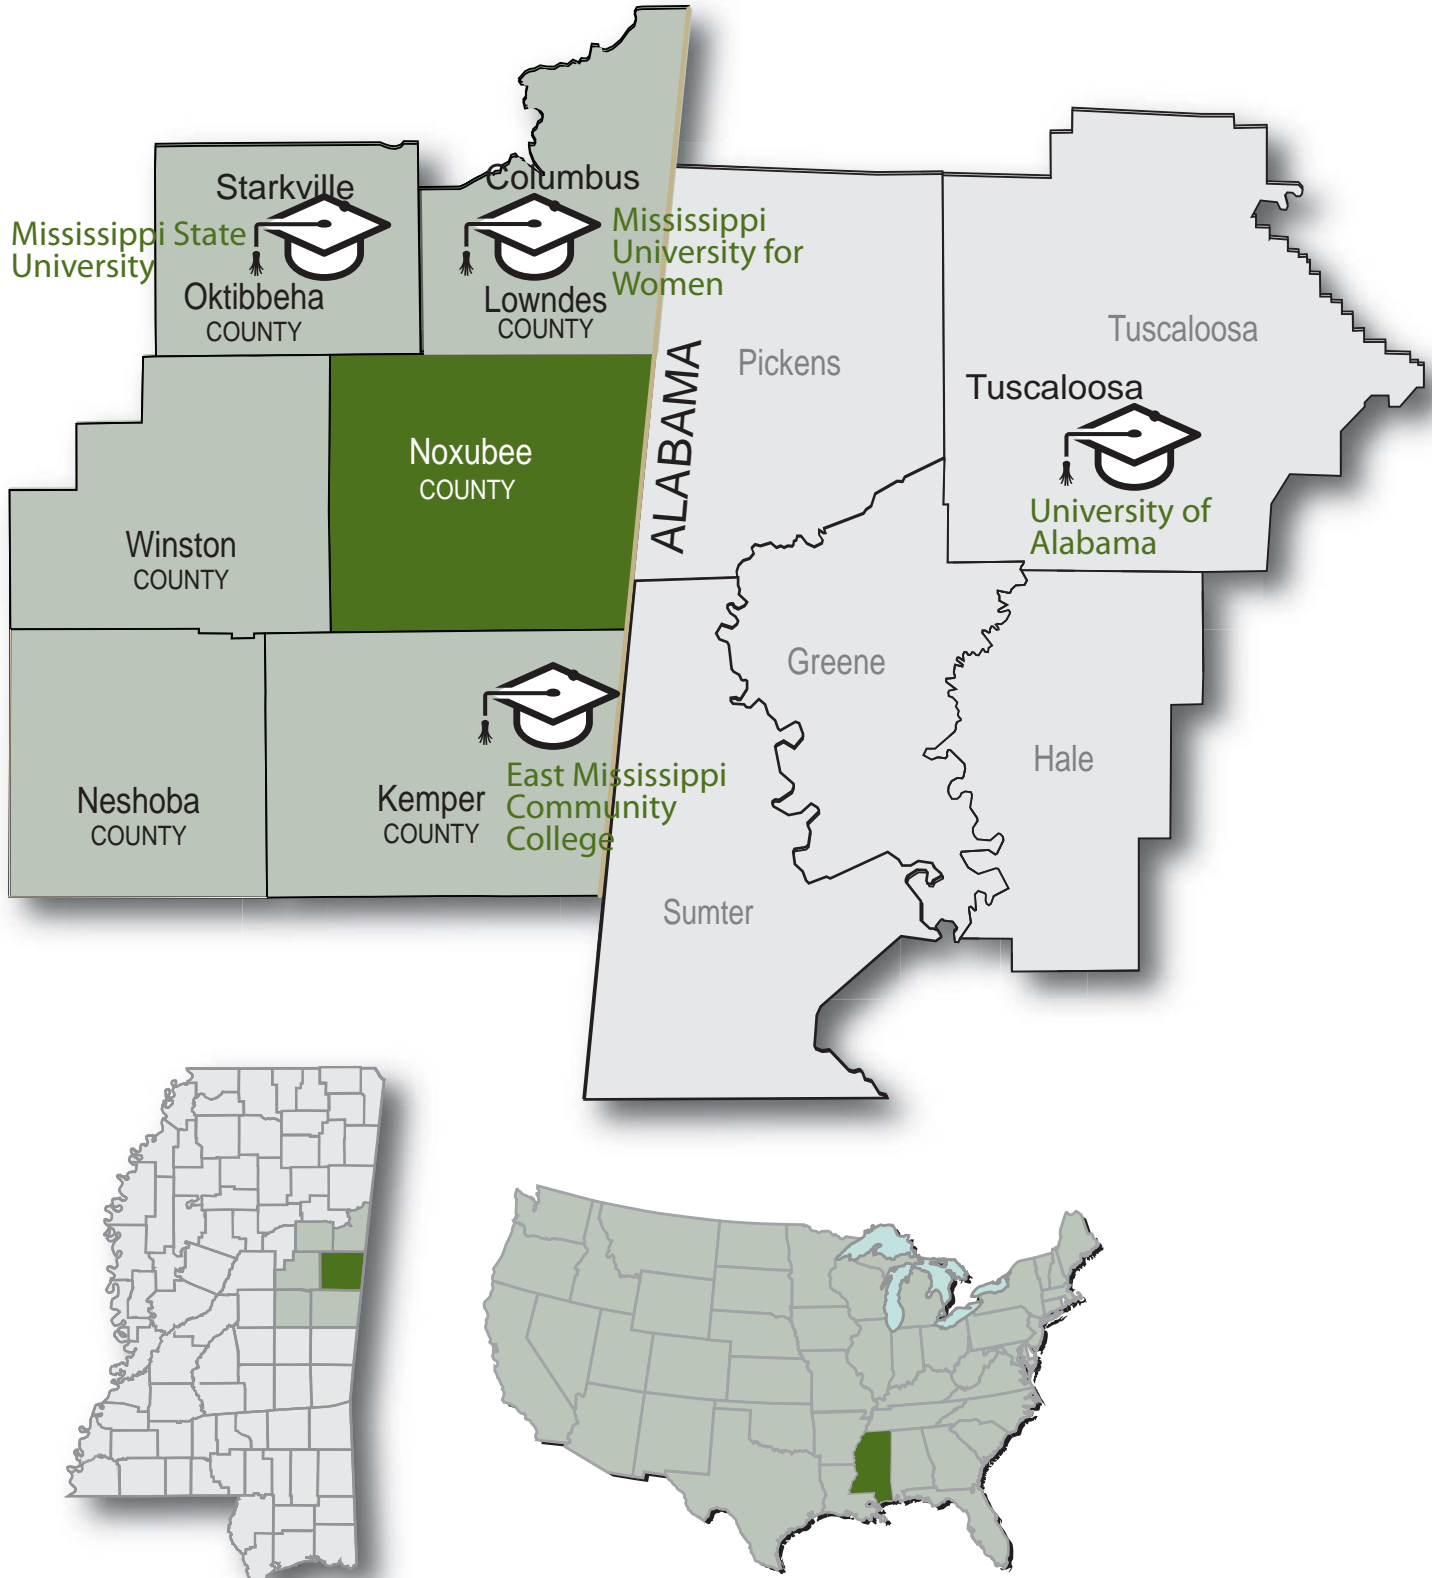 Starkville
Columbus
Mississippi State
University
Mississippi
University for
Women
Oktibbeha
COUNTY
Lowndes
COUNTY
ALABAMA
Pickens
Tuscaloosa
Tuscaloosa
University of
Alabama
Noxubee
COUNTY
Winston
COUNTY
Greene
Hale
Neshoba
COUNTY
Kemper
COUNTY
East Mississippi
Community
College
Sumter